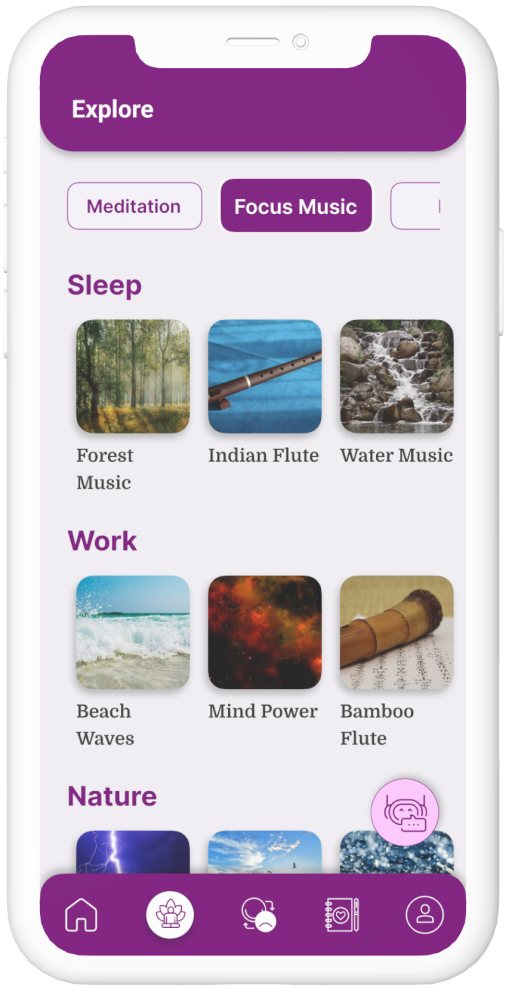 Explore
Meditation
Focus Music
Sleep
Forest
Music
Indian Flute
Water Music
Work
Beach
Waves
Mind Power
Bamboo
Flute
Nature